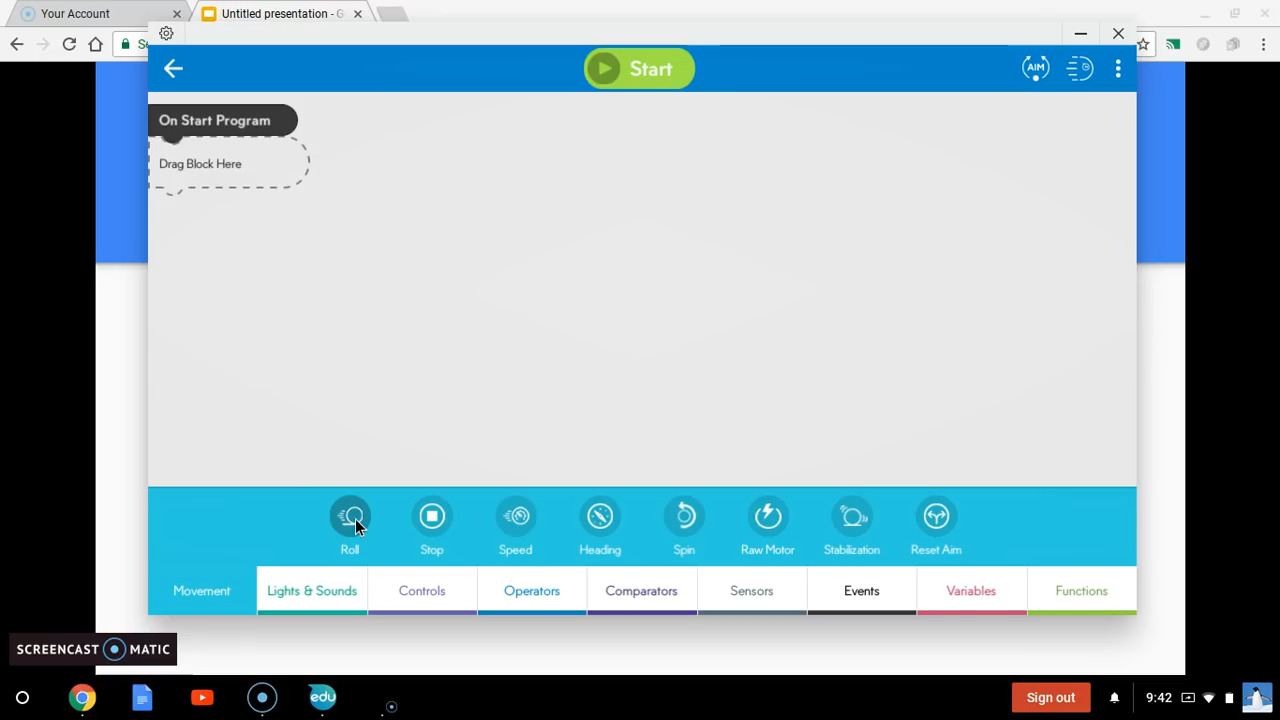 Your Account
Untitled presentation - G
Se
Start
AIM
On Start Program
Drag Block Here
Roll
Stop
Speed
Heading
Spin
Raw Motor
Stabilization
Reset Aim
Movement
Lights & Sounds
Controls
Operators
Comparators
Sensors
Events
Variables
Functions
SCREENCAST MATIC
edu
Sign out
9:42